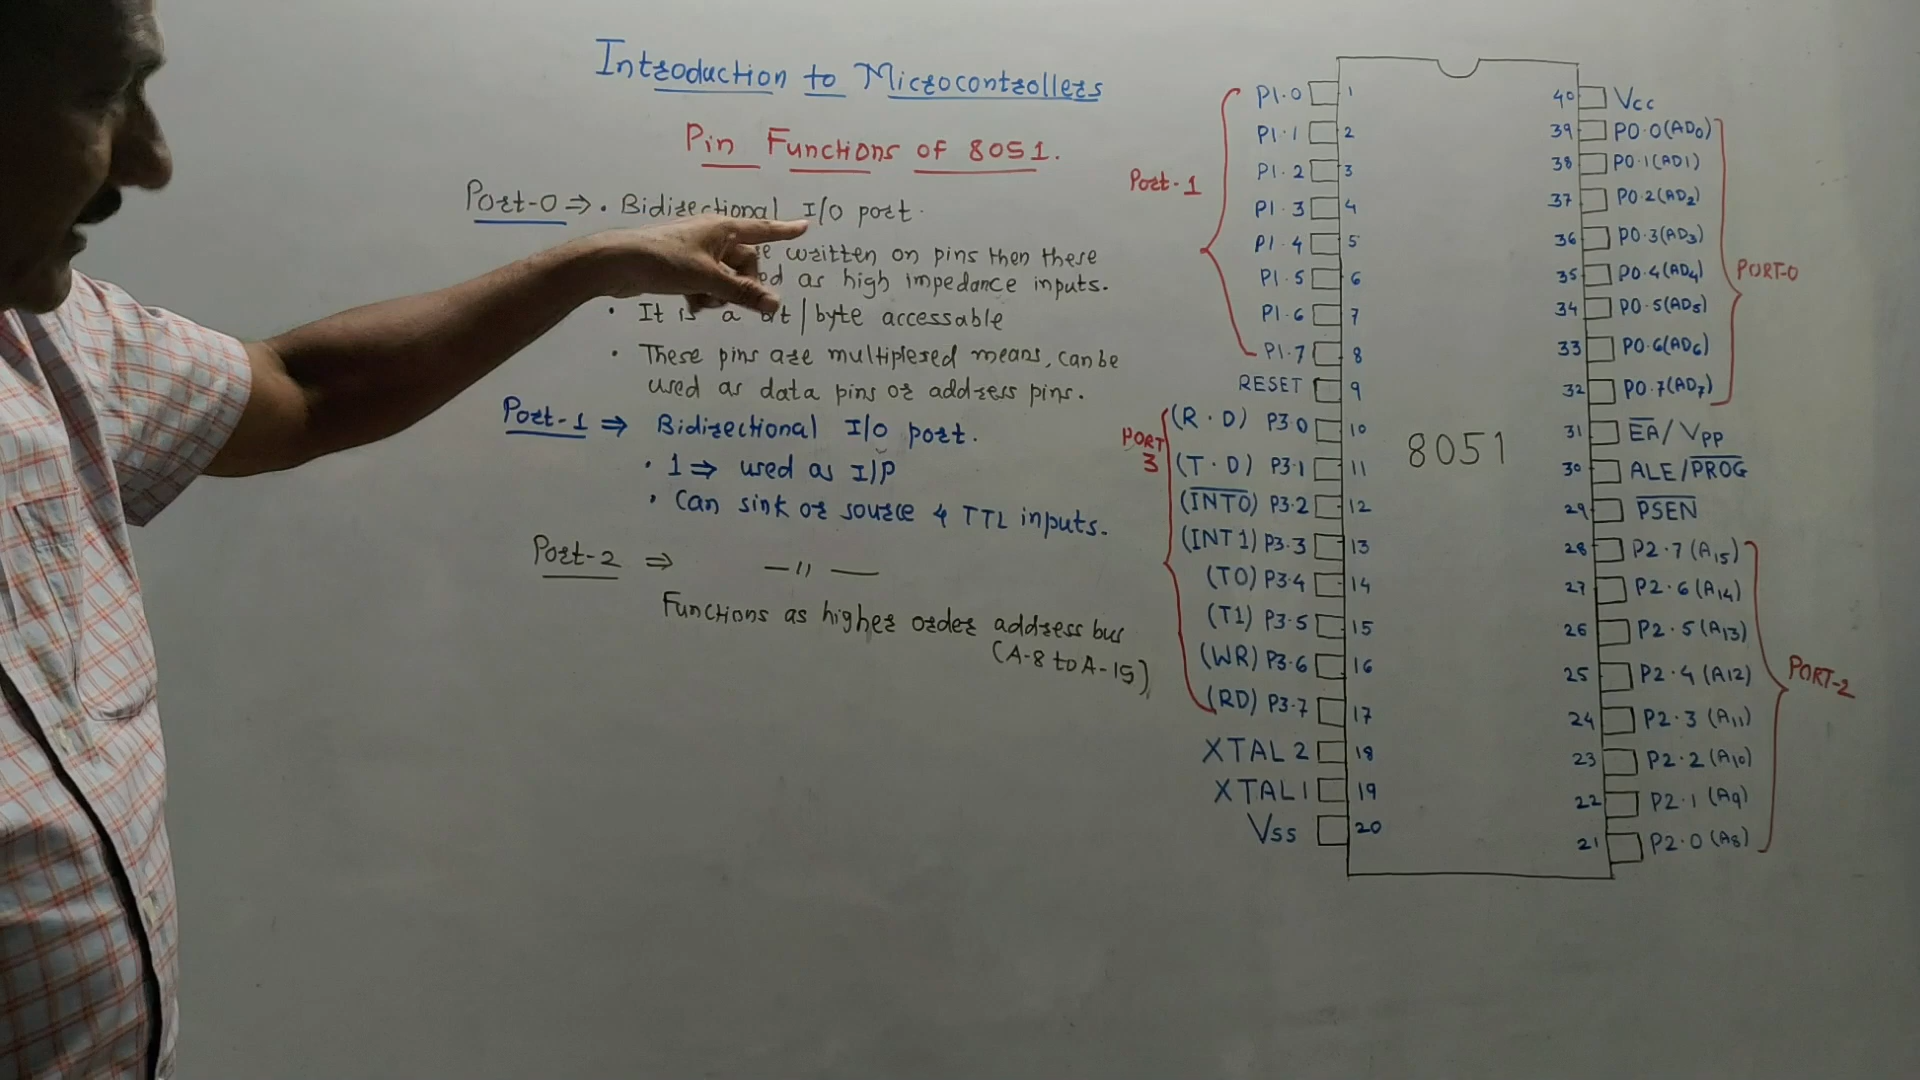 Introduction to Microcontrollers
Pin Functions of 8051.
Port-0 ⇒ • Bidirectional I/O port.
written on pins then these
as high impedance inputs.
• It is a bit/byte accessable
• These pins are multiplexed means, can be
used as data pins or address pins.
Port-1 ⇒ Bidirectional I/O port.
• 1 ⇒ used as I/P
• Can sink or source 4 TTL inputs.
Port-2 ⇒ —〃—
Functions as higher order address bus
(A-8 to A-15)
Port-1
P1.0 1
P1.1 2
P1.2 3
P1.3 4
P1.4 5
P1.5 6
P1.6 7
P1.7 8
RESET 9
PORT 3
(R.D) P3.0 10
(T.D) P3.1 11
(I̅N̅T̅0̅) P3.2 12
(INT1) P3.3 13
(T0) P3.4 14
(T1) P3.5 15
(WR) P3.6 16
(RD) P3.7 17
XTAL2 18
XTAL1 19
Vss 20
8051
40 Vcc
39 P0.0(AD0)
38 P0.1(AD1)
37 P0.2(AD2)
36 P0.3(AD3)
35 P0.4(AD4)
34 P0.5(AD5)
33 P0.6(AD6)
32 P0.7(AD7)
PORT-0
31 E̅A̅/VPP
30 ALE/P̅R̅O̅G̅
29 P̅S̅E̅N̅
28 P2.7(A15)
27 P2.6(A14)
26 P2.5(A13)
25 P2.4(A12)
24 P2.3(A11)
23 P2.2(A10)
22 P2.1(A9)
21 P2.0(A8)
PORT-2